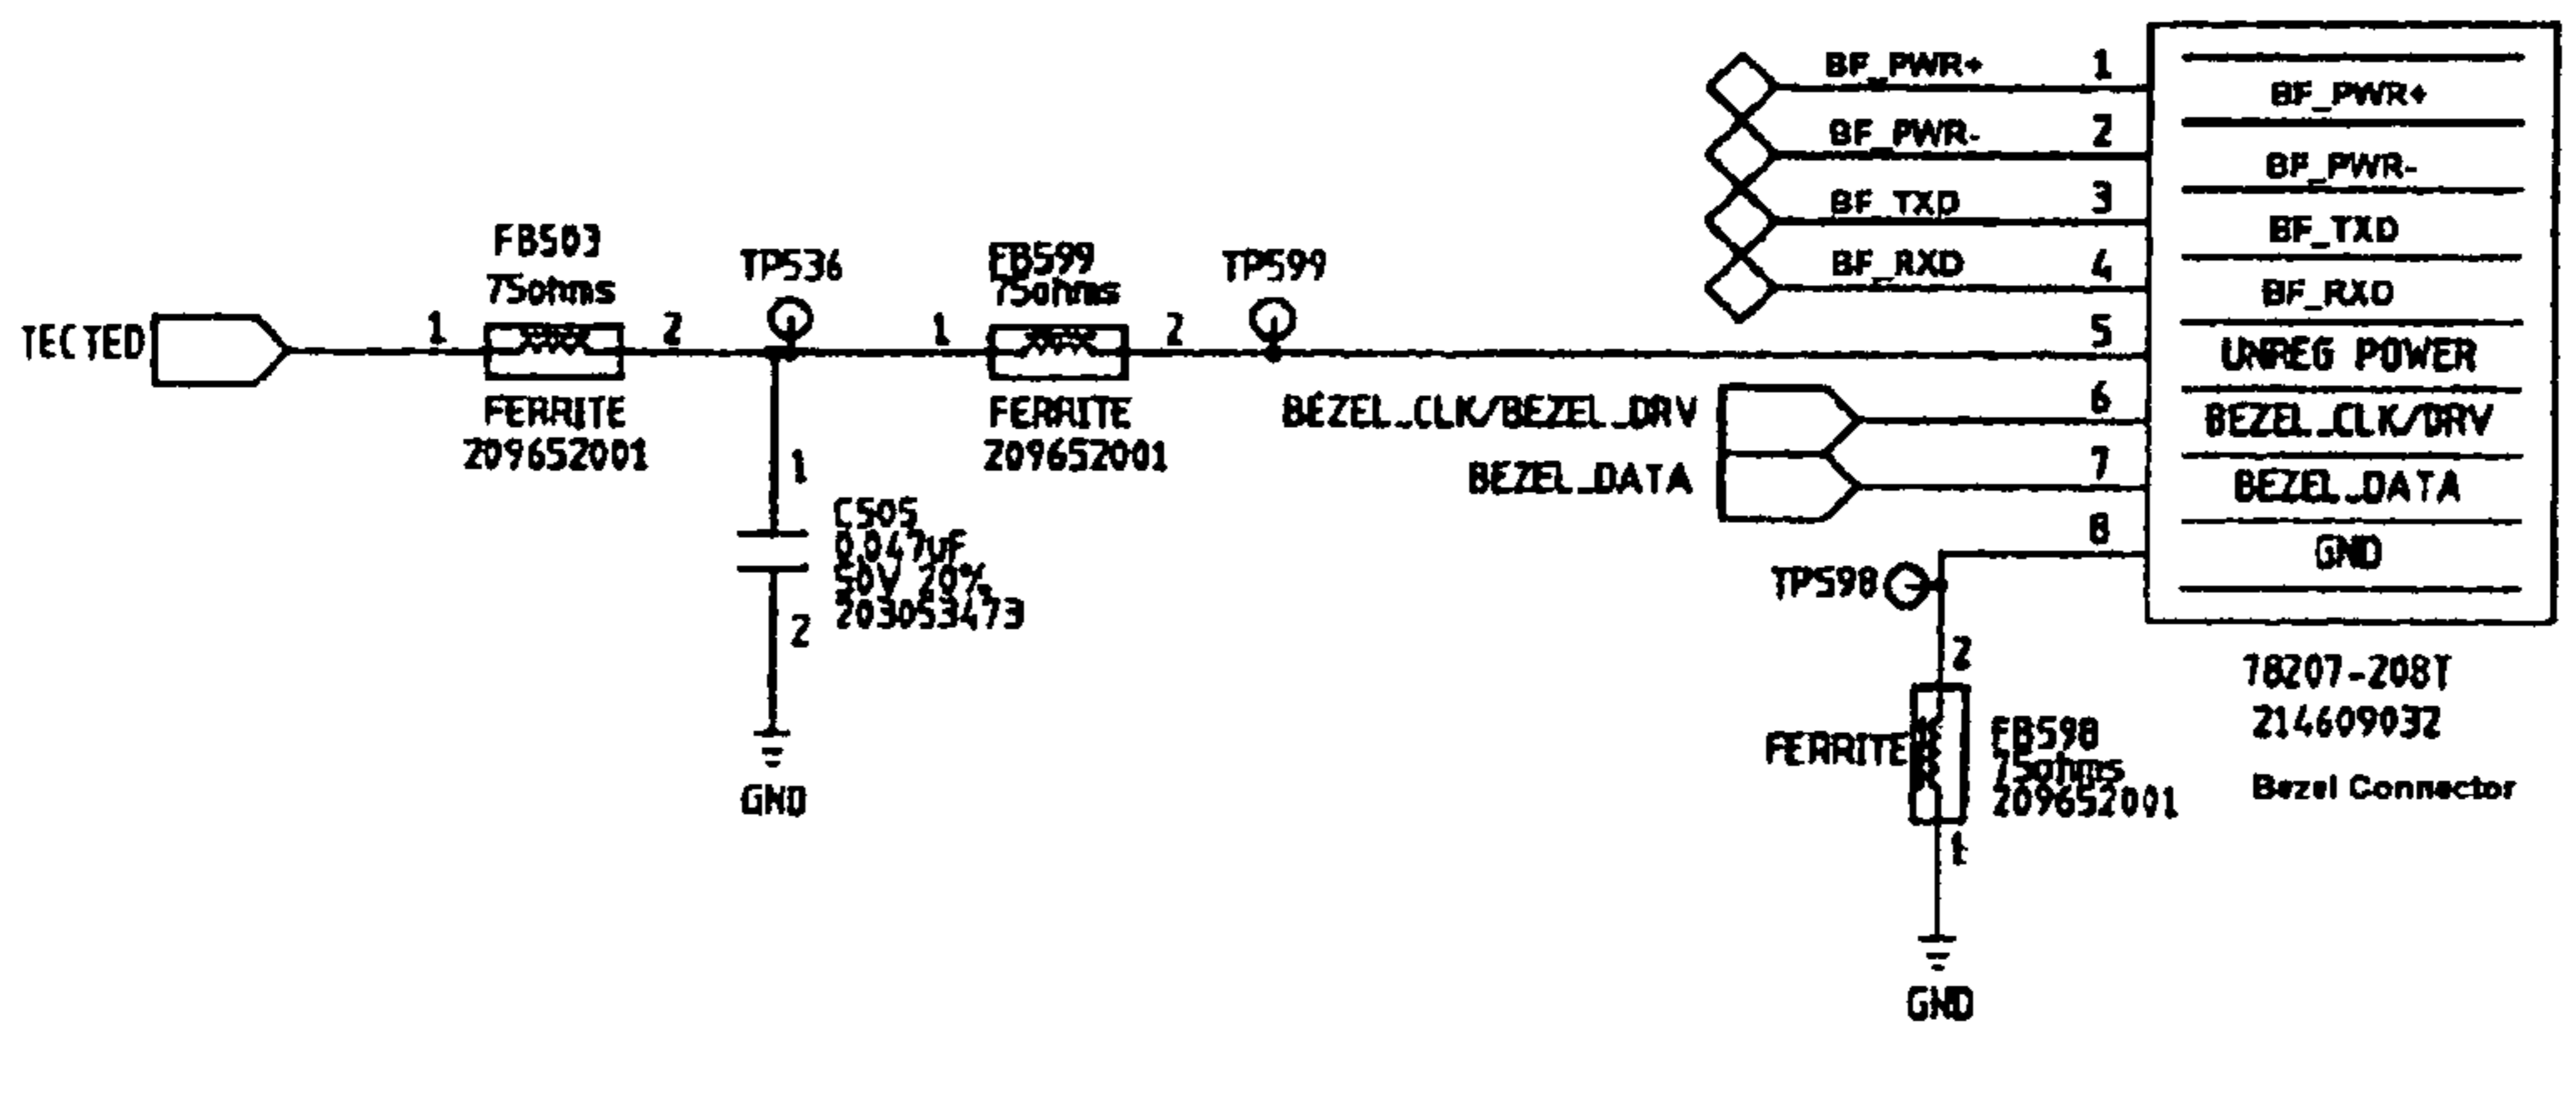 BF_PWR+ 1
BF_PWR+
BF_PWR- 2
BF_PWR-
BF_TXD 3
BF_TXD
BF_RXD 4
BF_RXD
FB503
75ohms
1 2
FERRITE
209652001
TECTED
TP536
FB599
75ohms
1 2
FERRITE
209652001
TP599
5
UNREG POWER
BEZEL_CLK/BEZEL_DRV 6
BEZEL_CLK/DRV
BEZEL_DATA 7
BEZEL_DATA
8
GND
1
C505
0.047uF
50V 20%
203053473
2
GND
TP598
2
FERRITE
FB598
75ohms
209652001
1
GND
78207-208T
214609032
Bezel Connector